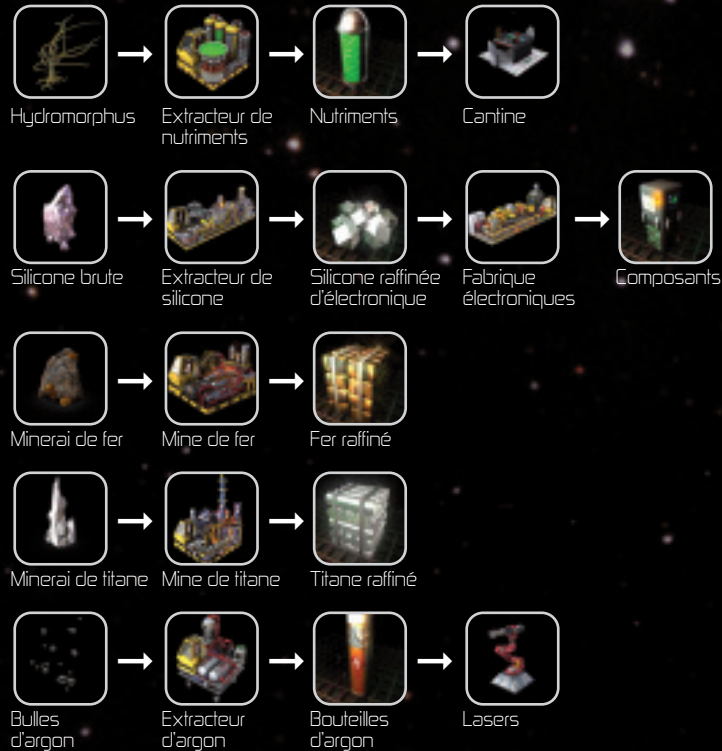 Hydromorphus
Extracteur de
nutriments
Nutriments
Cantine
Silicone brute
Extracteur de
silicone
Silicone raffinée
d'électronique
Fabrique
électroniques
Composants
Minerai de fer
Mine de fer
Fer raffiné
Minerai de titane
Mine de titane
Titane raffiné
Bulles
d'argon
Extracteur
d'argon
Bouteilles
d'argon
Lasers